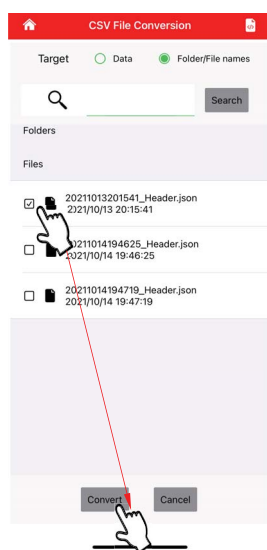 CSV File Conversion
Target Data Folder/File names
Search
Folders
Files
20211013201541_Header.json
2021/10/13 20:15:41
20211014194625_Header.json
2021/10/14 19:46:25
20211014194719_Header.json
2021/10/14 19:47:19
Convert Cancel